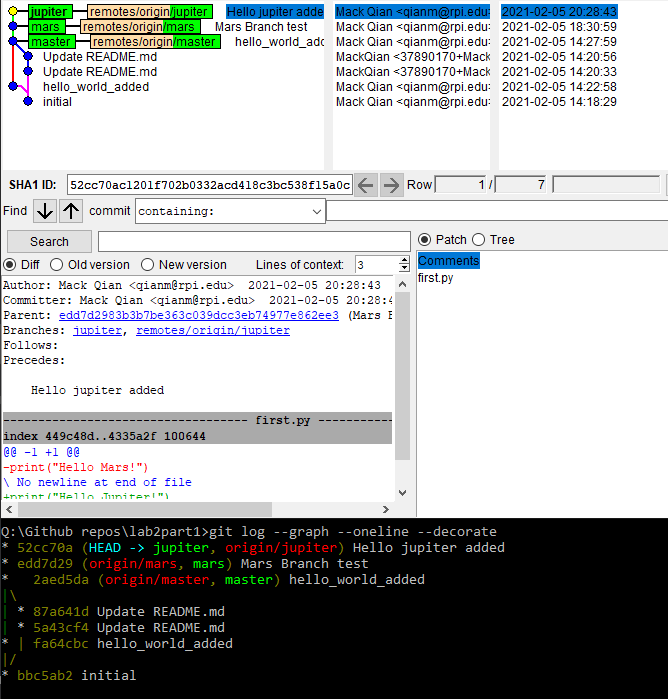 jupiter remotes/origin/jupiter Hello jupiter added Mack Qian <qianm@rpi.edu> 2021-02-05 20:28:43
mars remotes/origin/mars Mars Branch test Mack Qian <qianm@rpi.edu> 2021-02-05 18:30:59
master remotes/origin/master hello_world_add Mack Qian <qianm@rpi.edu> 2021-02-05 14:27:59
Update README.md MackQian <37890170+Mack 2021-02-05 14:20:56
Update README.md MackQian <37890170+Mack 2021-02-05 14:20:33
hello_world_added Mack Qian <qianm@rpi.edu> 2021-02-05 14:22:58
initial Mack Qian <qianm@rpi.edu> 2021-02-05 14:18:29
SHA1 ID: 52cc70ac1201f702b0332acd418c3bc538f15a0c Row 1 / 7
Find commit containing:
Search
Diff Old version New version Lines of context: 3
Patch Tree
Comments
first.py
Author: Mack Qian <qianm@rpi.edu> 2021-02-05 20:28:43
Committer: Mack Qian <qianm@rpi.edu> 2021-02-05 20:28:4
Parent: edd7d2983b3b7be363c039dcc3eb74977e862ee3 (Mars B
Branches: jupiter, remotes/origin/jupiter
Follows:
Precedes:
Hello jupiter added
------------------------------- first.py -----------
index 449c48d..4335a2f 100644
@@ -1 +1 @@
-print("Hello Mars!")
\ No newline at end of file
+print("Hello Jupiter!")
Q:\Github repos\lab2part1>git log --graph --oneline --decorate
* 52cc70a (HEAD -> jupiter, origin/jupiter) Hello jupiter added
* edd7d29 (origin/mars, mars) Mars Branch test
*   2aed5da (origin/master, master) hello_world_added
|\
| * 87a641d Update README.md
| * 5a43cf4 Update README.md
* | fa64cbc hello_world_added
|/
* bbc5ab2 initial